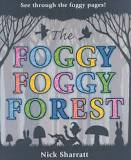 See through the foggy pages!
The
FOGGY
FOGGY
FOREST
Nick Sharratt